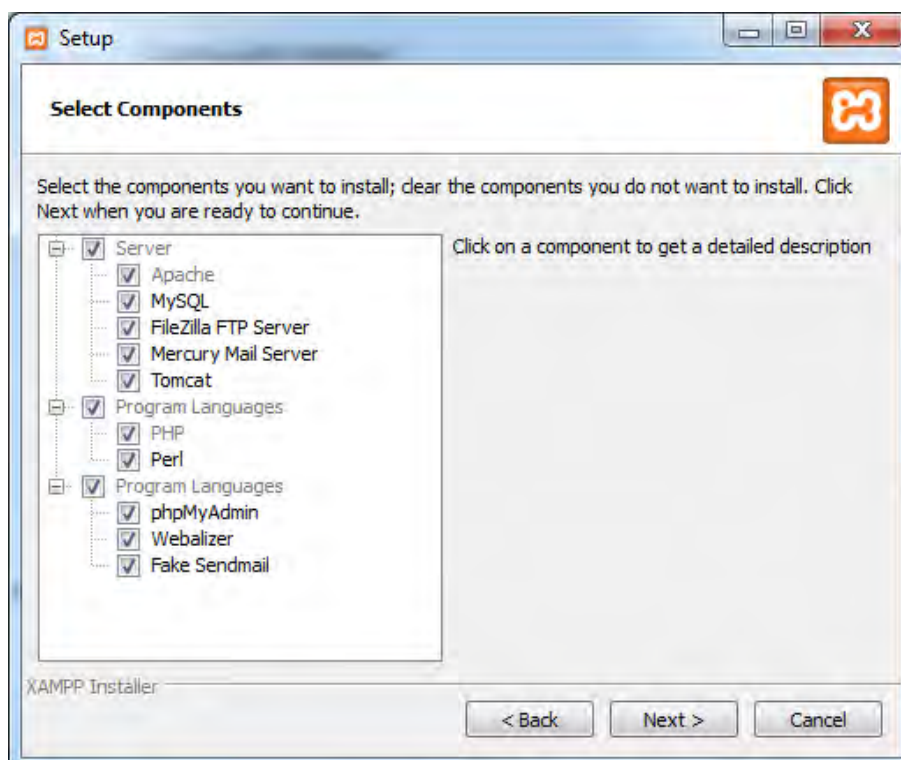 Setup
Select Components
Select the components you want to install; clear the components you do not want to install. Click
Next when you are ready to continue.
Server
Apache
MySQL
FileZilla FTP Server
Mercury Mail Server
Tomcat
Program Languages
PHP
Perl
Program Languages
phpMyAdmin
Webalizer
Fake Sendmail
Click on a component to get a detailed description
XAMPP Installer
< Back
Next >
Cancel